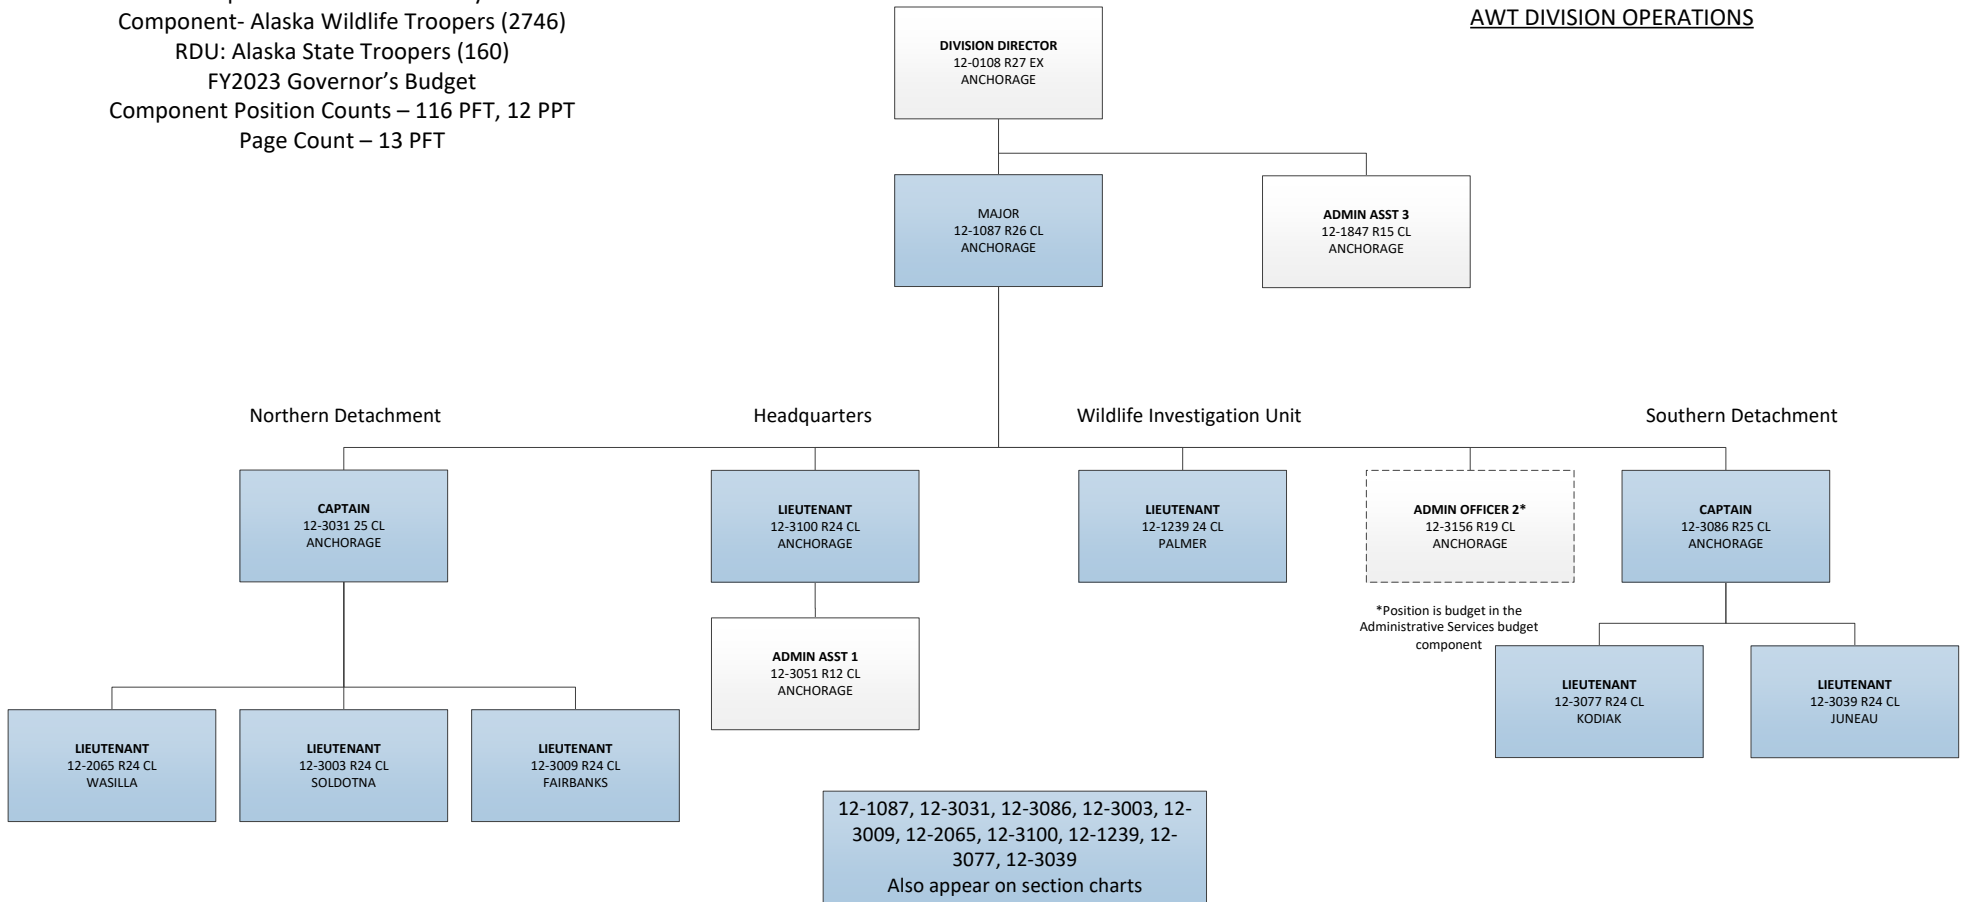 Component- Alaska Wildlife Troopers (2746)
RDU: Alaska State Troopers (160)
FY2023 Governor's Budget
Component Position Counts – 116 PFT, 12 PPT
Page Count – 13 PFT
AWT DIVISION OPERATIONS
DIVISION DIRECTOR
12-0108 R27 EX
ANCHORAGE
MAJOR
12-1087 R26 CL
ANCHORAGE
ADMIN ASST 3
12-1847 R15 CL
ANCHORAGE
Northern Detachment
Headquarters
Wildlife Investigation Unit
Southern Detachment
CAPTAIN
12-3031 25 CL
ANCHORAGE
LIEUTENANT
12-3100 R24 CL
ANCHORAGE
LIEUTENANT
12-1239 24 CL
PALMER
ADMIN OFFICER 2*
12-3156 R19 CL
ANCHORAGE
CAPTAIN
12-3086 R25 CL
ANCHORAGE
*Position is budget in the
Administrative Services budget
component
ADMIN ASST 1
12-3051 R12 CL
ANCHORAGE
LIEUTENANT
12-3077 R24 CL
KODIAK
LIEUTENANT
12-3039 R24 CL
JUNEAU
LIEUTENANT
12-2065 R24 CL
WASILLA
LIEUTENANT
12-3003 R24 CL
SOLDOTNA
LIEUTENANT
12-3009 R24 CL
FAIRBANKS
12-1087, 12-3031, 12-3086, 12-3003, 12-
3009, 12-2065, 12-3100, 12-1239, 12-
3077, 12-3039
Also appear on section charts